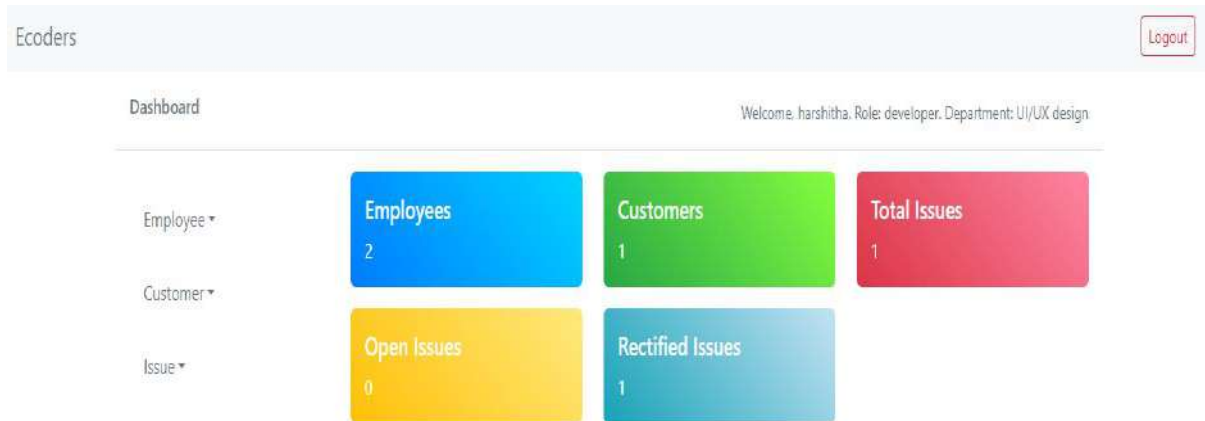 Ecoders
Logout
Dashboard
Welcome, harshitha. Role: developer. Department: UI/UX design
Employee
Customer
Issue
Employees
2
Customers
1
Total Issues
1
Open Issues
0
Rectified Issues
1